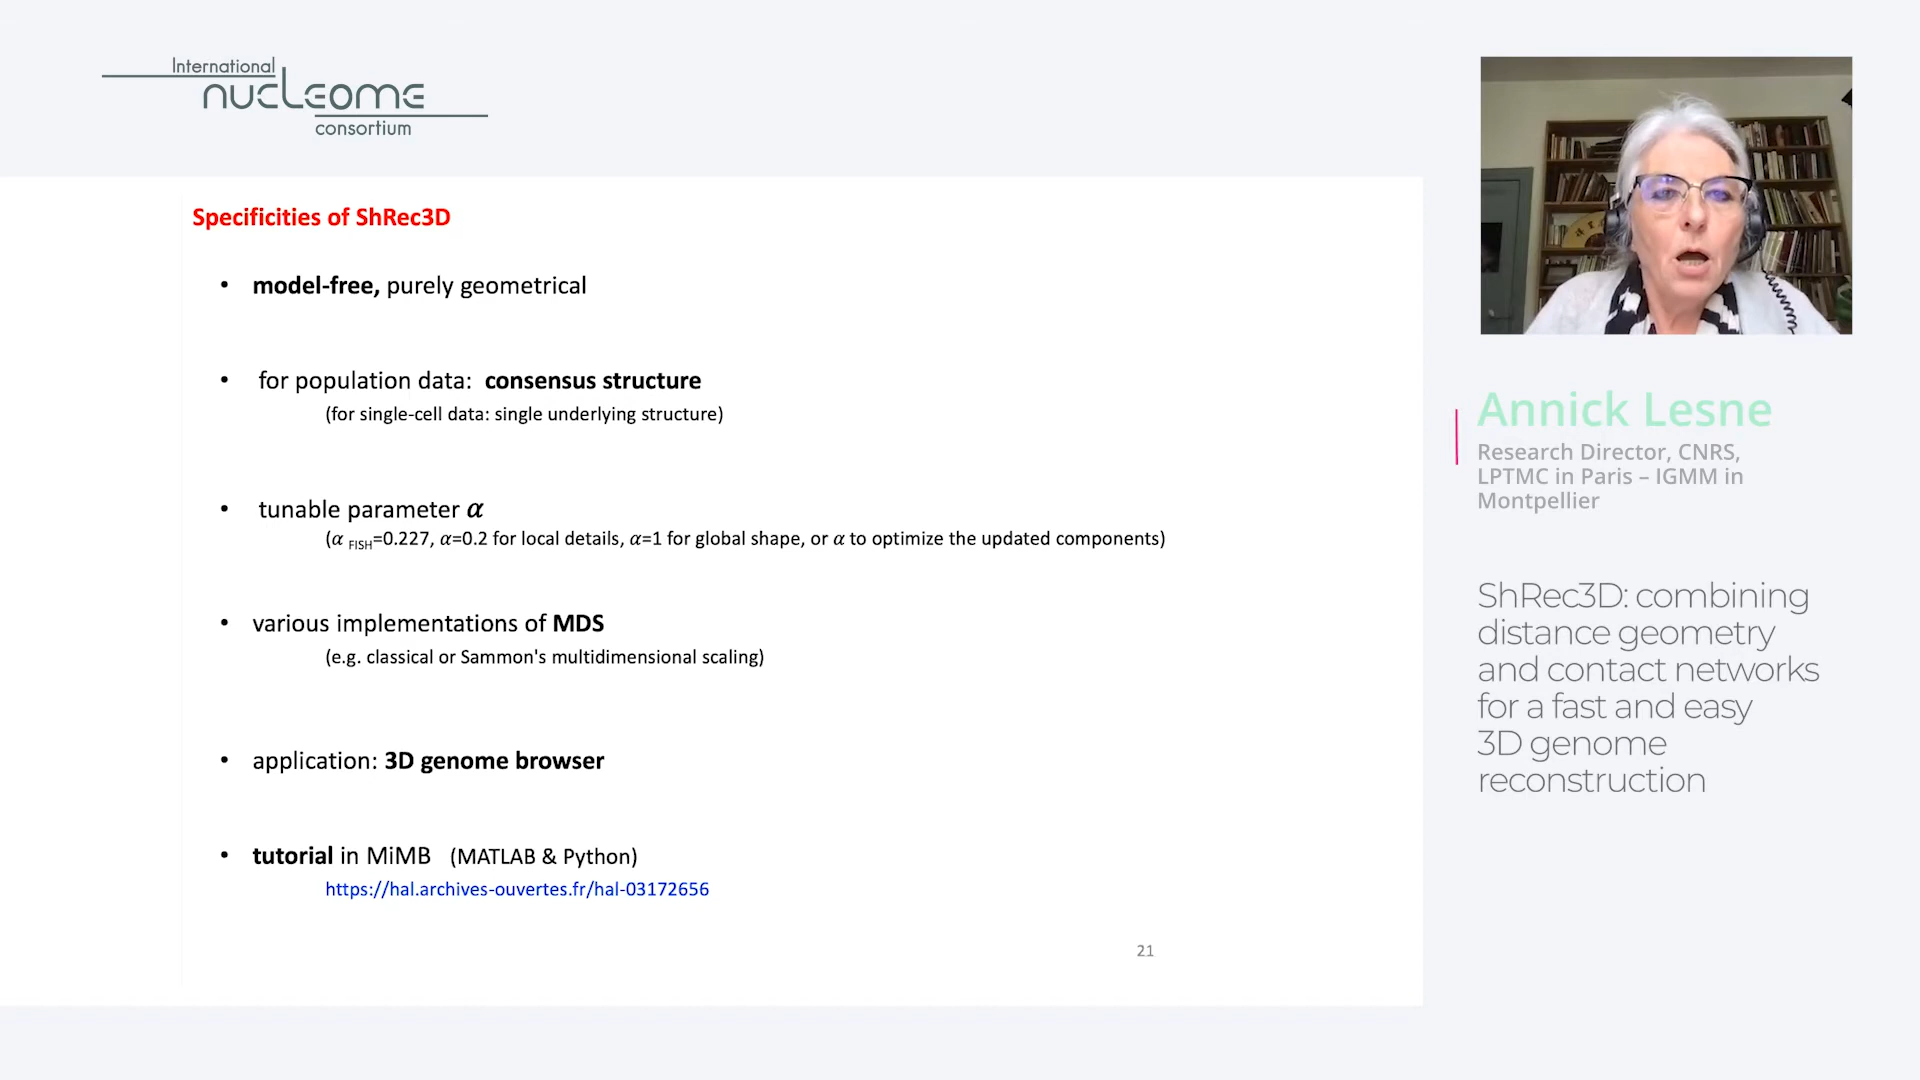 International
nucleome
consortium
Specificities of ShRec3D
• model-free, purely geometrical
• for population data: consensus structure
(for single-cell data: single underlying structure)
• tunable parameter α
(α FISH=0.227, α=0.2 for local details, α=1 for global shape, or α to optimize the updated components)
• various implementations of MDS
(e.g. classical or Sammon's multidimensional scaling)
• application: 3D genome browser
• tutorial in MiMB (MATLAB & Python)
https://hal.archives-ouvertes.fr/hal-03172656
21
Annick Lesne
Research Director, CNRS,
LPTMC in Paris – IGMM in
Montpellier
ShRec3D: combining
distance geometry
and contact networks
for a fast and easy
3D genome
reconstruction